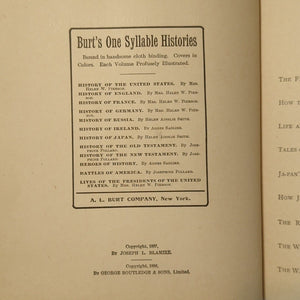 Burt's One Syllable Histories
Bound in handsome cloth binding. Covers in
Colors. Each Volume Profusely Illustrated.
HISTORY OF THE UNITED STATES. By Mrs.
Helen W. Pierson.
HISTORY OF ENGLAND. By Mrs. Helen W. Pier-
son.
HISTORY OF FRANCE. By Mrs. Helen W. Pierson.
HISTORY OF GERMANY. By Mrs. Helen W. Pier-
son.
HISTORY OF RUSSIA. By Helen Ainslie Smith.
HISTORY OF IRELAND. By Agnes Sadlier.
HISTORY OF JAPAN. By Helen Ainslie Smith.
HISTORY OF THE OLD TESTAMENT. By Jose-
phine Pollard.
HISTORY OF THE NEW TESTAMENT. By Jose-
phine Pollard.
HEROES OF HISTORY. By Agnes Sadlier.
BATTLES OF AMERICA. By Josephine Pollard.
LIVES OF THE PRESIDENTS OF THE UNITED
STATES. By Mrs. Helen W. Pierson.
A. L. BURT COMPANY, New York.
Copyright, 1887,
By JOSEPH L. BLAMIRE.
Copyright, 
By GEORGE ROUTLEDGE & SONS, Limited.
The F
How
Life a
Tales
Ja-pan
How J
The R
The W
The W